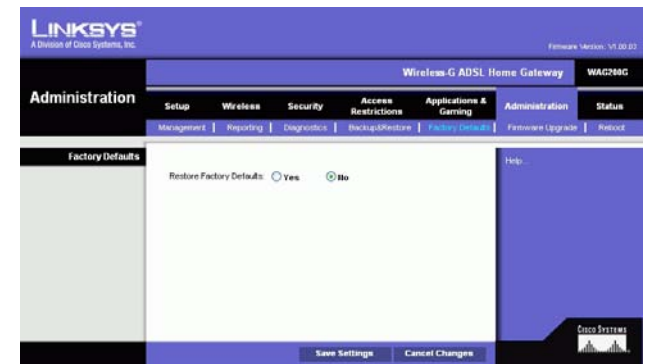 LINKSYS®
A Division of Cisco Systems, Inc.
Firmware Version: V1.00.03
Wireless-G ADSL Home Gateway WAG200G
Administration
Setup Wireless Security Access Restrictions Applications & Gaming Administration Status
Management | Reporting | Diagnostics | Backup&Restore | Factory Defaults | Firmware Upgrade | Reboot
Factory Defaults
Restore Factory Defaults: Yes No
Help...
CISCO SYSTEMS
Save Settings Cancel Changes